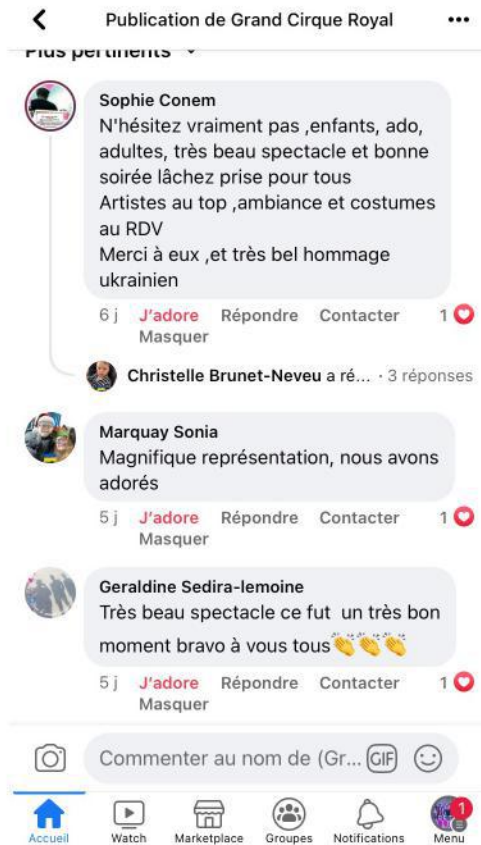 Publication de Grand Cirque Royal
Plus pertinents
Sophie Conem
N'hésitez vraiment pas ,enfants, ado,
adultes, très beau spectacle et bonne
soirée lâchez prise pour tous
Artistes au top ,ambiance et costumes
au RDV
Merci à eux ,et très bel hommage
ukrainien
6 j J'adore Répondre Contacter 1
Masquer
Christelle Brunet-Neveu a ré... · 3 réponses
Marquay Sonia
Magnifique représentation, nous avons
adorés
5 j J'adore Répondre Contacter 1
Masquer
Geraldine Sedira-lemoine
Très beau spectacle ce fut un très bon
moment bravo à vous tous👏👏👏
5 j J'adore Répondre Contacter 1
Masquer
Commenter au nom de (Gr... GIF
1
Accueil Watch Marketplace Groupes Notifications Menu